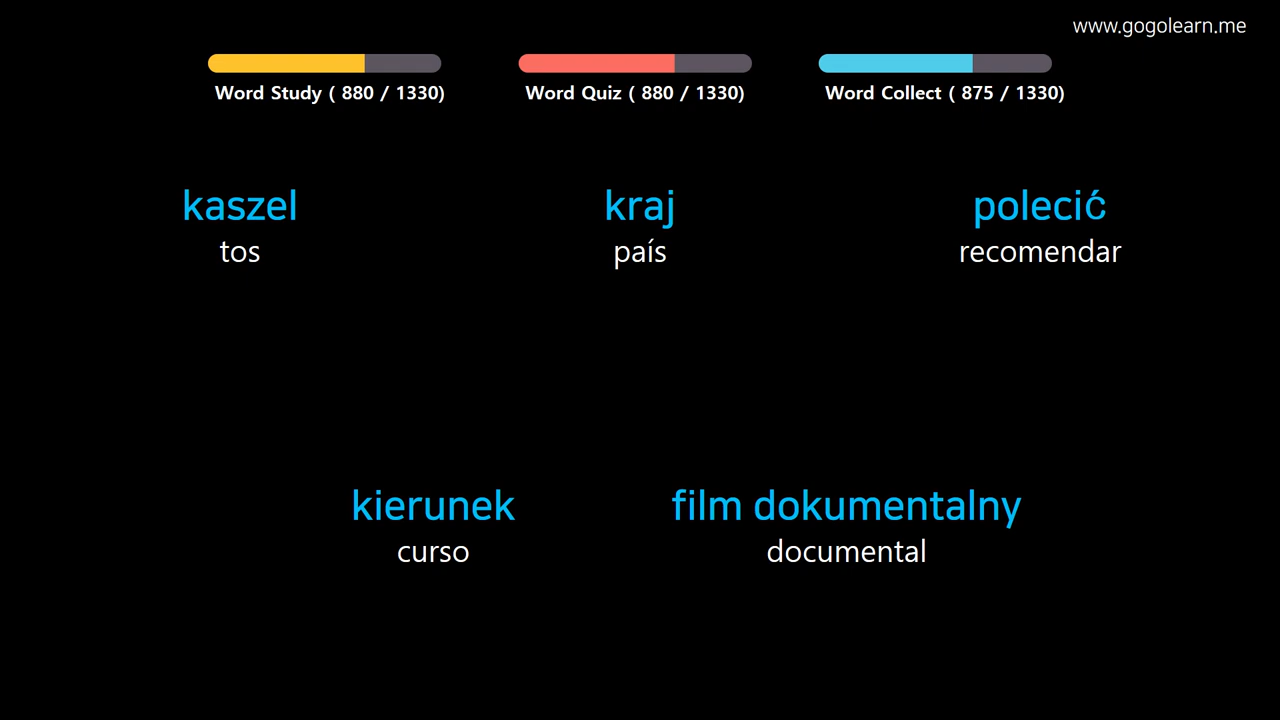 www.gogolearn.me
Word Study ( 880 / 1330)
Word Quiz ( 880 / 1330)
Word Collect ( 875 / 1330)
kaszel
tos
kraj
país
polecić
recomendar
kierunek
curso
film dokumentalny
documental